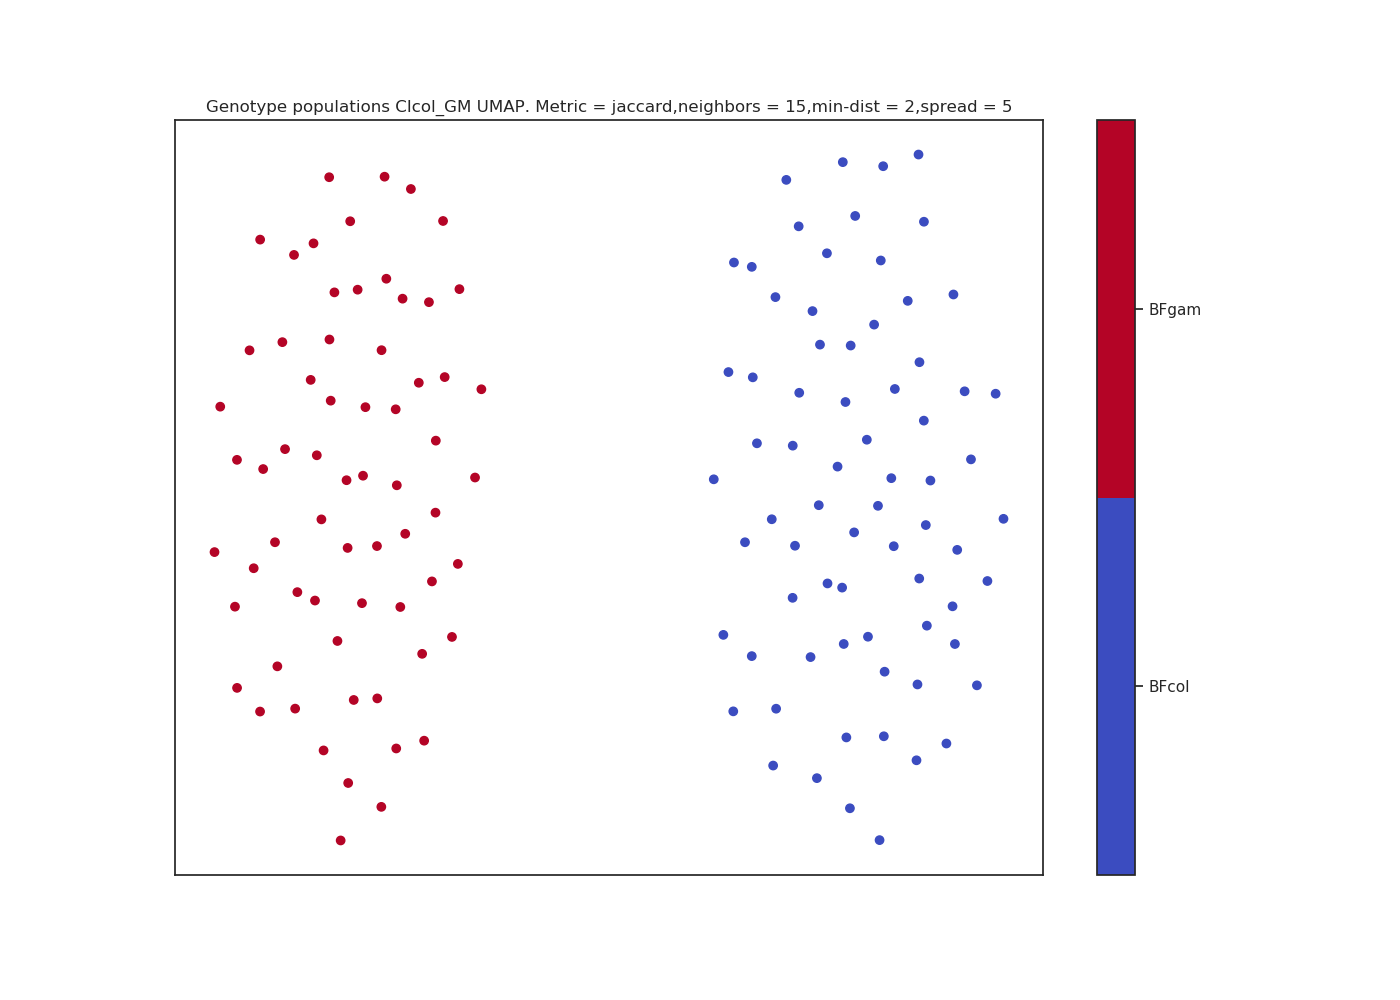 Genotype populations CIcol_GM UMAP. Metric = jaccard,neighbors = 15,min-dist = 2,spread = 5
BFgam
BFcol